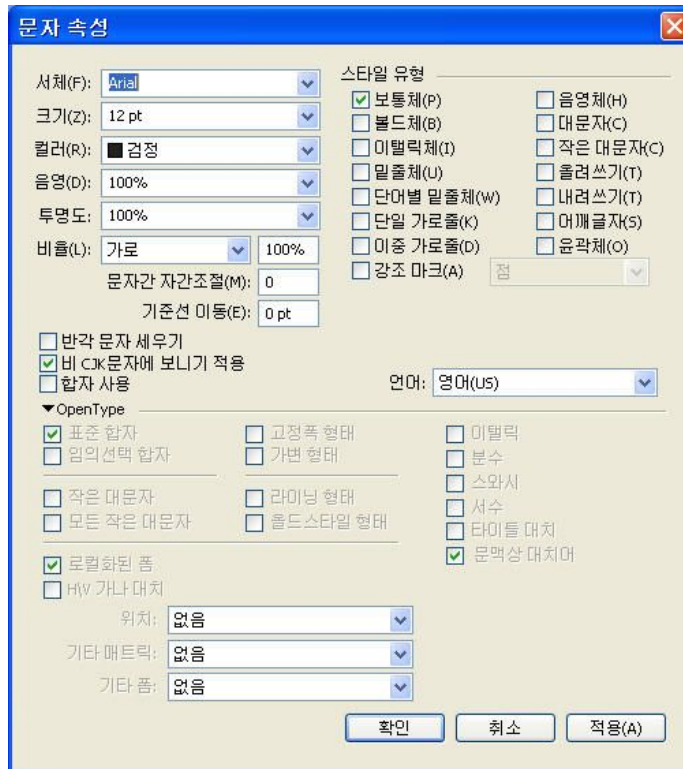 문자 속성
서체(F): Arial
크기(Z): 12 pt
컬러(R): 검정
음영(D): 100%
투명도: 100%
비율(L): 가로 100%
문자간 자간조절(M): 0
기준선 이동(E): 0 pt
스타일 유형
보통체(P) 음영체(H)
볼드체(B) 대문자(C)
이탤릭체(I) 작은 대문자(C)
밑줄체(U) 올려쓰기(T)
단어별 밑줄체(W) 내려쓰기(T)
단일 가로줄(K) 어깨글자(S)
이중 가로줄(D) 윤곽체(O)
강조 마크(A) 점
반각 문자 세우기
비 CJK문자에 보니기 적용
합자 사용
언어: 영어(US)
OpenType
표준 합자 고정폭 형태 이탤릭
임의선택 합자 가변 형태 분수
스와시
작은 대문자 라이닝 형태 서수
모든 작은 대문자 올드스타일 형태 타이틀 대치
로컬화된 폼 문맥상 대치어
H\V 가나 대치
위치: 없음
기타 매트릭: 없음
기타 폼: 없음
확인 취소 적용(A)